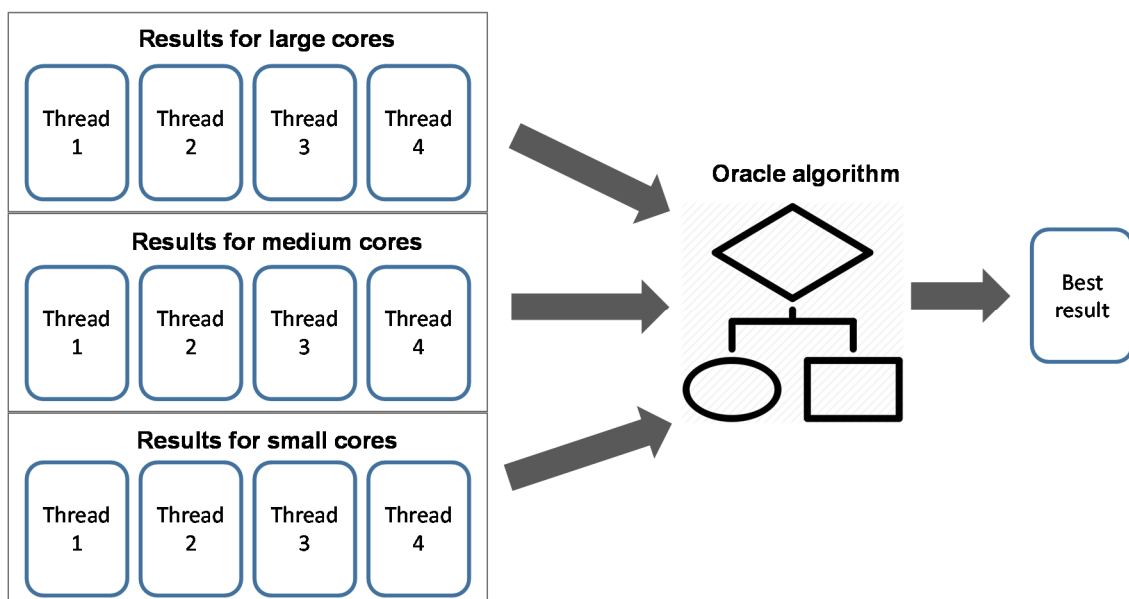 Results for large cores
Thread
1
Thread
2
Thread
3
Thread
4
Results for medium cores
Thread
1
Thread
2
Thread
3
Thread
4
Results for small cores
Thread
1
Thread
2
Thread
3
Thread
4
Oracle algorithm
Best
result